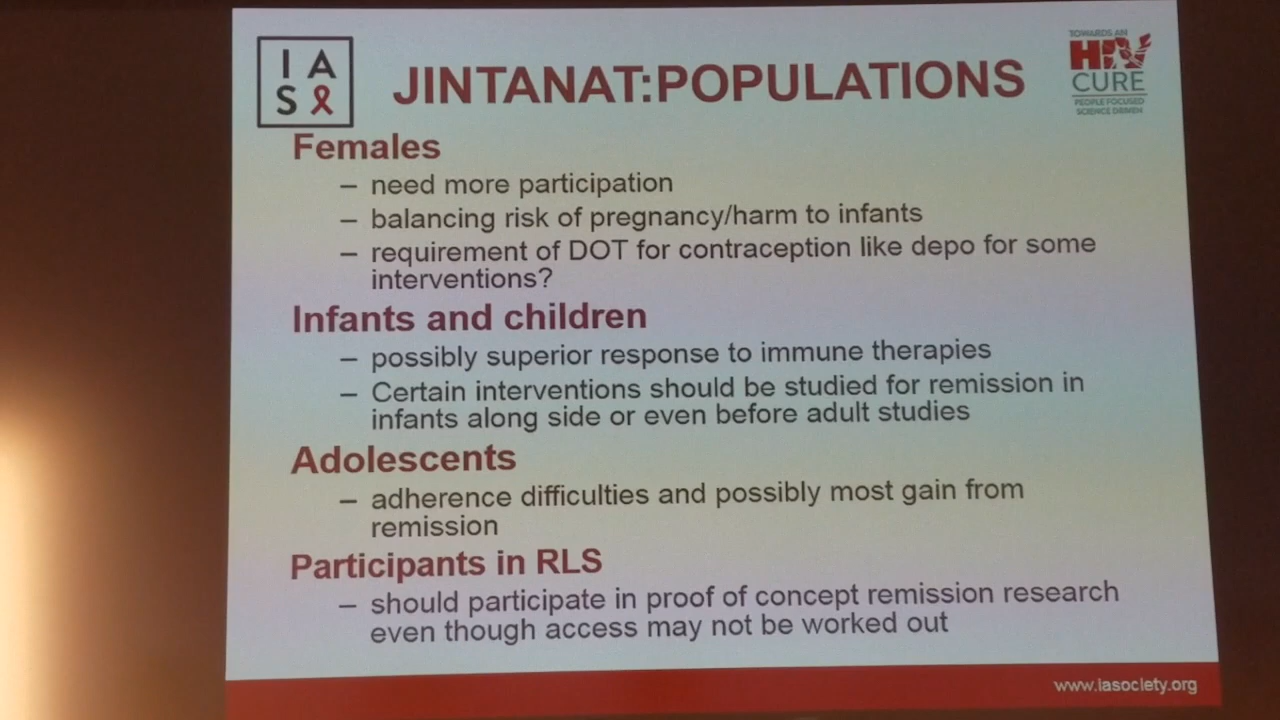 I A
S
JINTANAT:POPULATIONS
TOWARDS AN
HIV
CURE
PEOPLE FOCUSED
SCIENCE DRIVEN
Females
– need more participation
– balancing risk of pregnancy/harm to infants
– requirement of DOT for contraception like depo for some
interventions?
Infants and children
– possibly superior response to immune therapies
– Certain interventions should be studied for remission in
infants along side or even before adult studies
Adolescents
– adherence difficulties and possibly most gain from
remission
Participants in RLS
– should participate in proof of concept remission research
even though access may not be worked out
www.iasociety.org